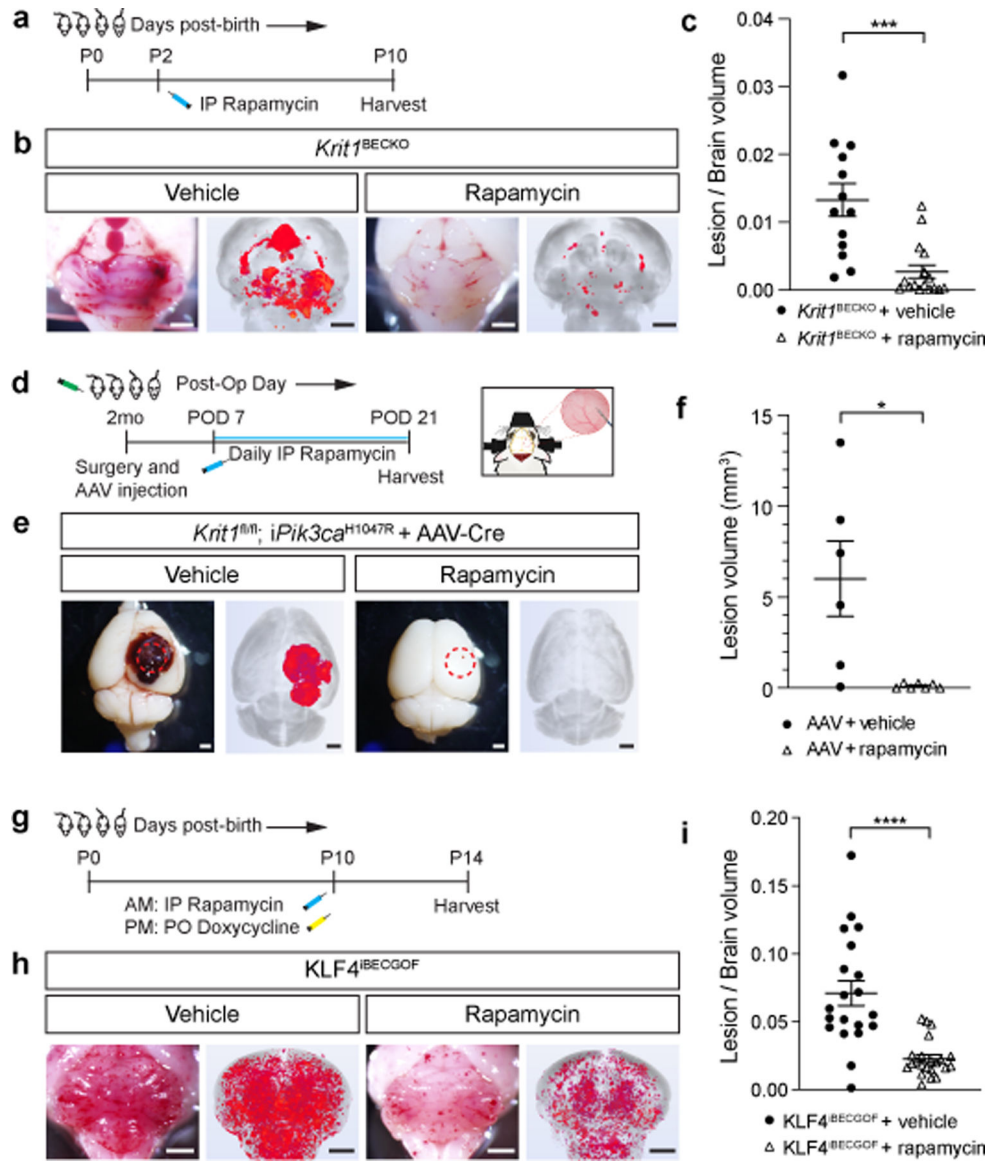 a
Days post-birth
P0 P2 P10
IP Rapamycin Harvest
b
Krit1BECKO
Vehicle Rapamycin
c
Lesion / Brain volume
0.04
0.03
0.02
0.01
0.00
***
Krit1BECKO + vehicle
Krit1BECKO + rapamycin
d
Post-Op Day
2mo POD 7 POD 21
Surgery and
AAV injection
Daily IP Rapamycin
Harvest
e
Krit1fl/fl; iPik3caH1047R + AAV-Cre
Vehicle Rapamycin
f
Lesion volume (mm3)
15
10
5
0
*
AAV + vehicle
AAV + rapamycin
g
Days post-birth
P0 P10 P14
AM: IP Rapamycin
PM: PO Doxycycline
Harvest
h
KLF4iBECGOF
Vehicle Rapamycin
i
Lesion / Brain volume
0.20
0.15
0.10
0.05
0.00
****
KLF4iBECGOF + vehicle
KLF4iBECGOF + rapamycin